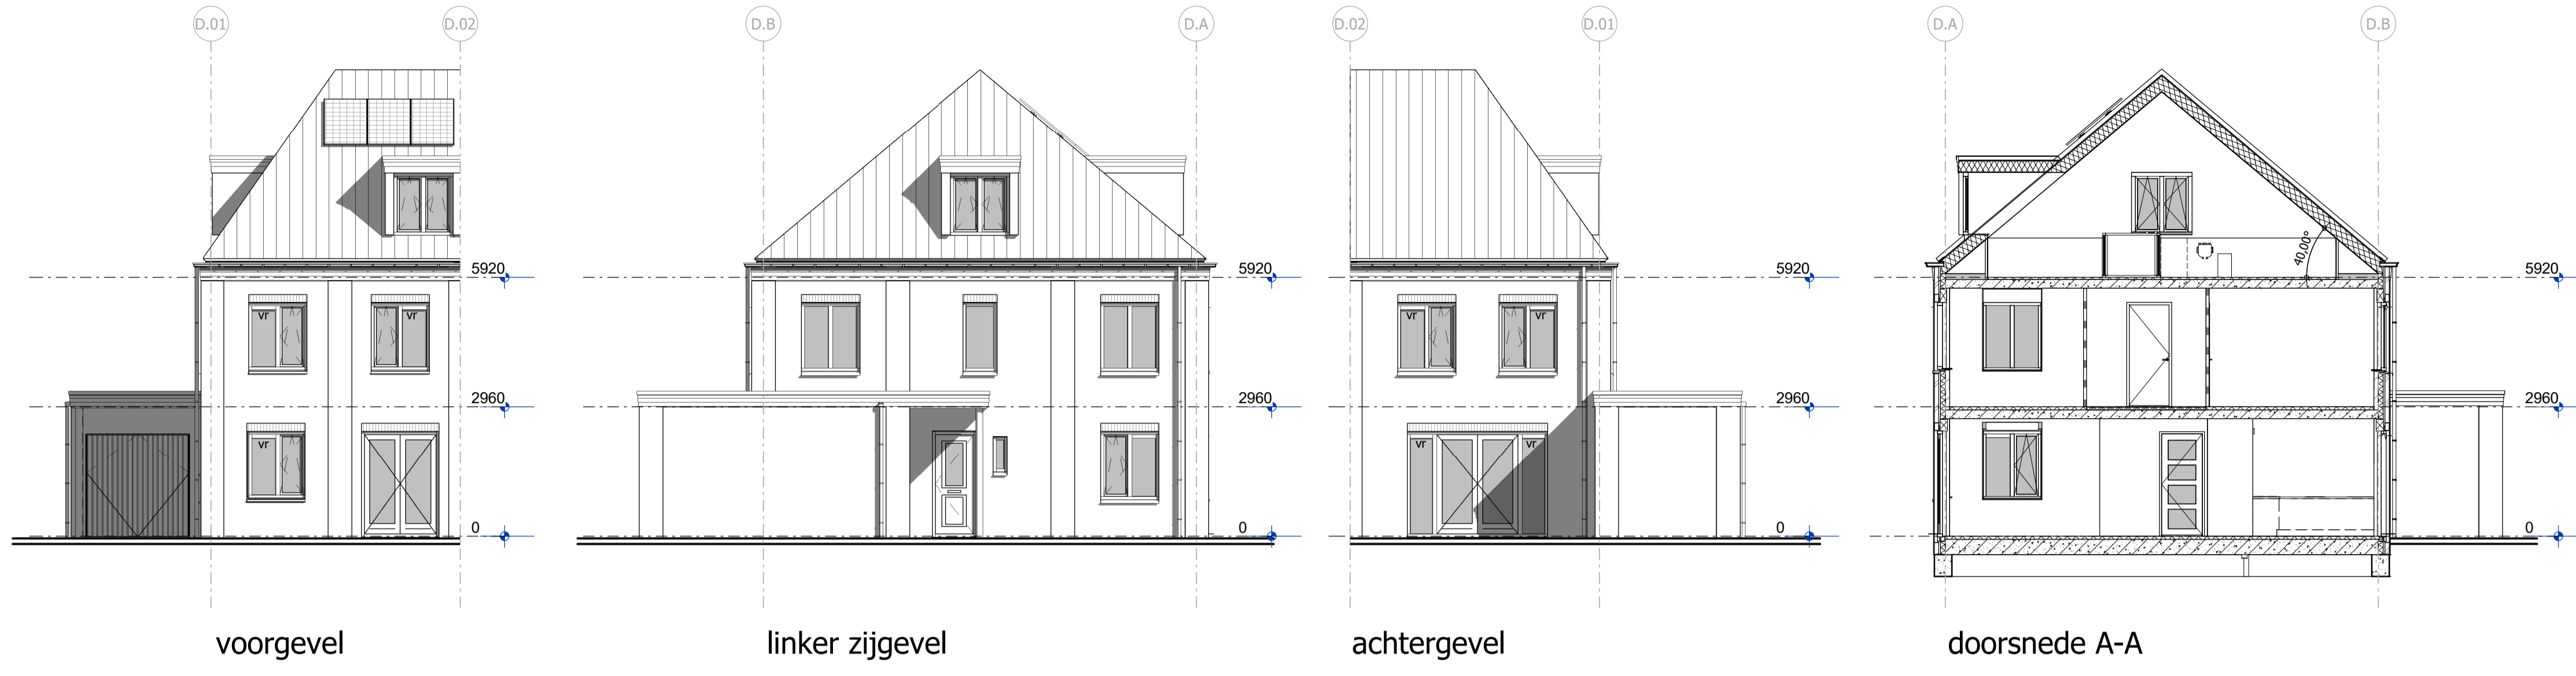 D.01 D.02 D.B D.A D.02 D.01 D.A D.B
40,00°
5920 5920 5920 5920
vr vr vr vr
2960 2960 2960 2960
vr vr vr
0 0 0 0
voorgevel linker zijgevel achtergevel doorsnede A-A